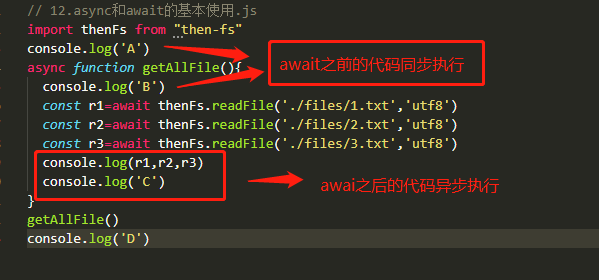 // 12.async和await的基本使用.js
import thenFs from "then-fs"
console.log('A')
async function getAllFile(){
console.log('B')
const r1=await thenFs.readFile('./files/1.txt','utf8')
const r2=await thenFs.readFile('./files/2.txt','utf8')
const r3=await thenFs.readFile('./files/3.txt','utf8')
console.log(r1,r2,r3)
console.log('C')
}
getAllFile()
console.log('D')
await之前的代码同步执行
awai之后的代码异步执行